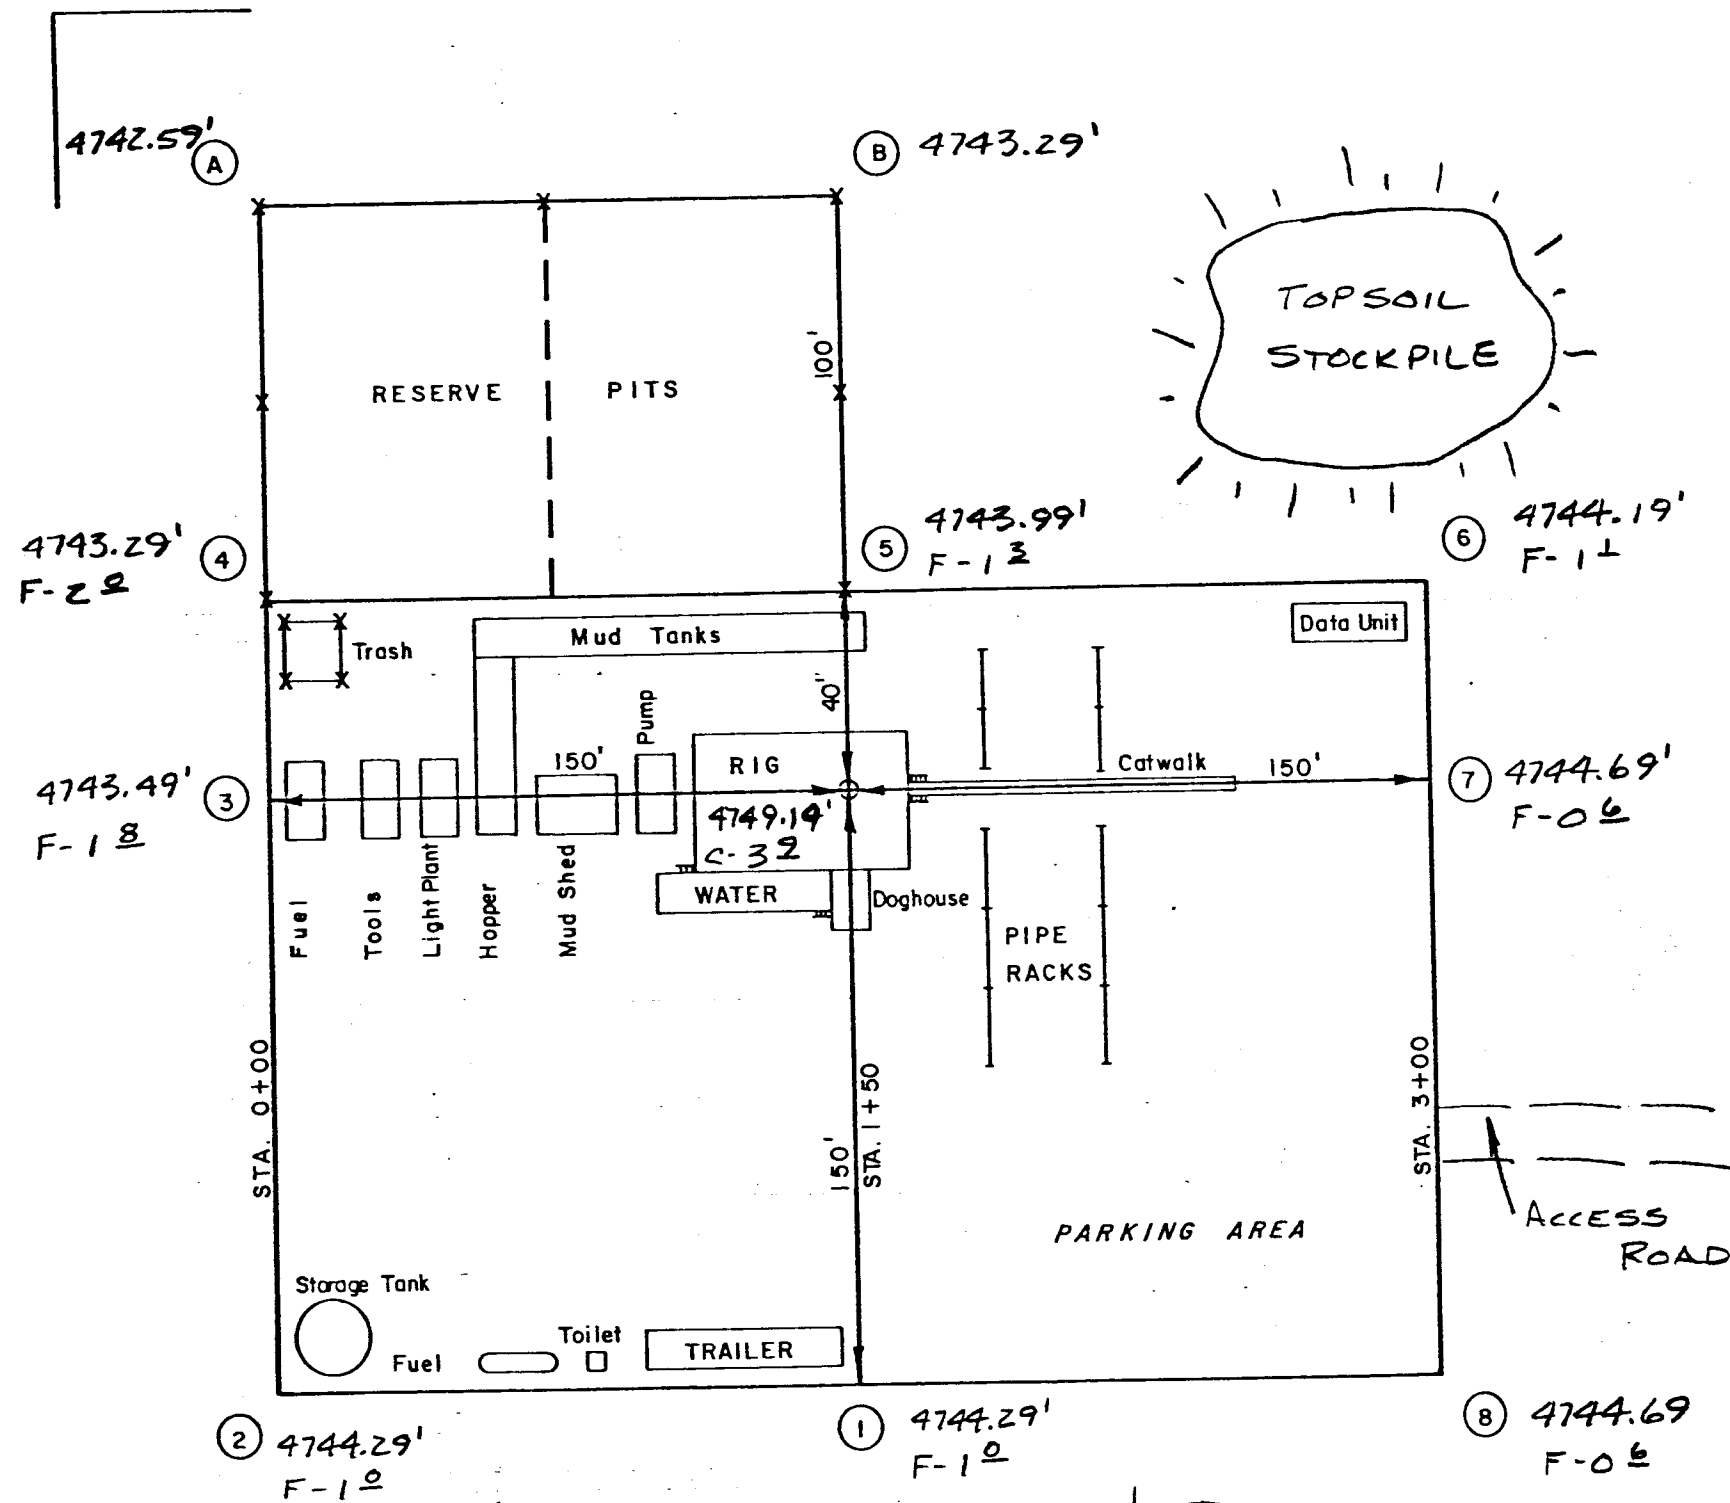 4742.59'
A
B 4743.29'
TOPSOIL
STOCKPILE
100'
RESERVE PITS
4743.29'
F-2 0
4
5
4743.99'
F-1 3
6
4744.19'
F-1 1
Trash
Mud Tanks
Data Unit
40"
Pump
150'
RIG
Catwalk
150'
4743.49'
F-1 8
3
7 4744.69'
F-0 6
4749.19'
C-3 9
WATER
Doghouse
Fuel
Tools
Light Plant
Hopper
Mud Shed
PIPE
RACKS
STA. 0+00
150'
STA. 1+50
STA. 3+00
PARKING AREA
ACCESS
ROAD
Storage Tank
Fuel
Toilet
TRAILER
2 4744.29'
F-1 0
1 4744.29'
F-1 0
8 4744.69
F-0 6